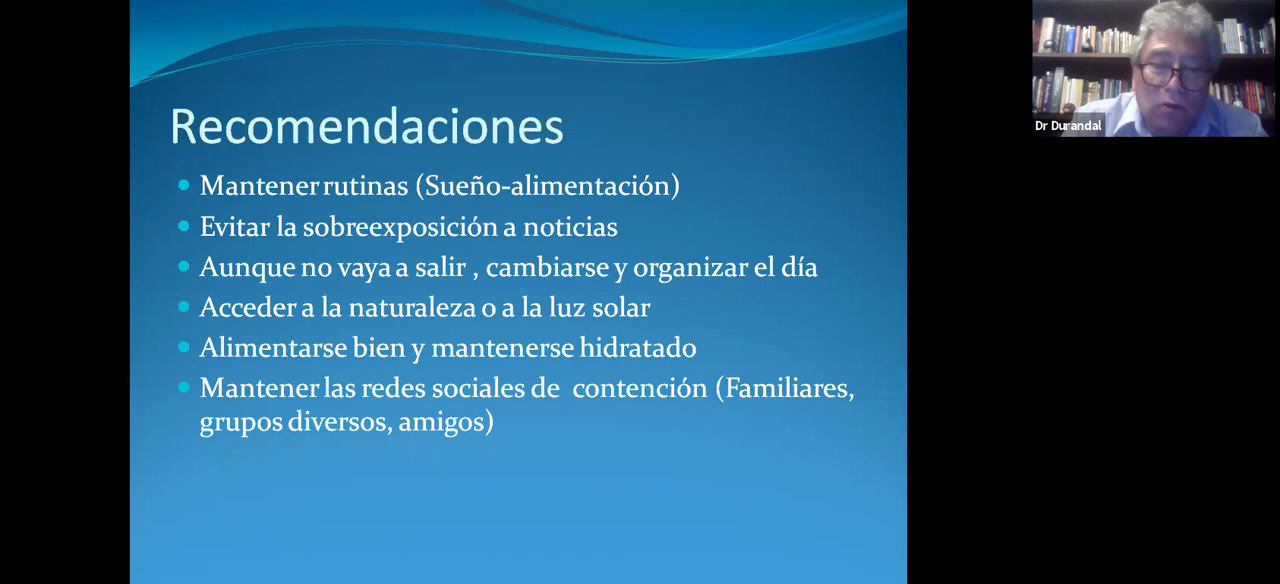 Recomendaciones
Mantener rutinas (Sueño-alimentación)
Evitar la sobreexposición a noticias
Aunque no vaya a salir , cambiarse y organizar el día
Acceder a la naturaleza o a la luz solar
Alimentarse bien y mantenerse hidratado
Mantener las redes sociales de  contención (Familiares,
grupos diversos, amigos)
Dr Durandal